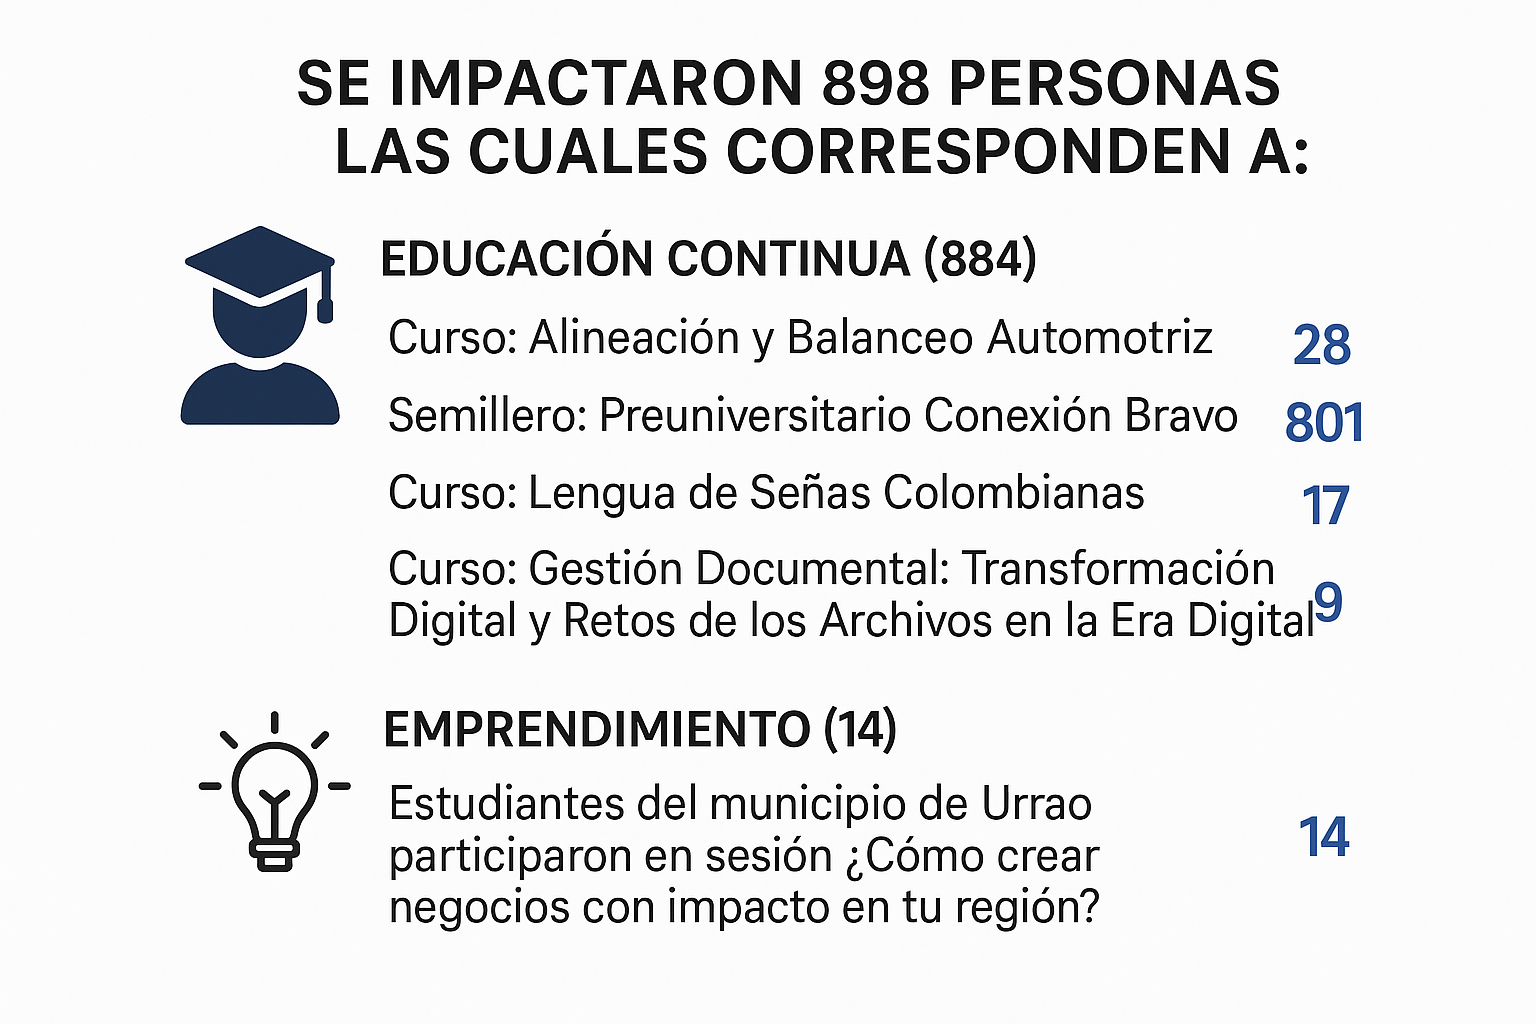 SE IMPACTARON 898 PERSONAS
LAS CUALES CORRESPONDEN A:
EDUCACIÓN CONTINUA (884)
Curso: Alineación y Balanceo Automotriz 28
Semillero: Preuniversitario Conexión Bravo 801
Curso: Lengua de Señas Colombianas 17
Curso: Gestión Documental: Transformación
Digital y Retos de los Archivos en la Era Digital 9
EMPRENDIMIENTO (14)
Estudiantes del municipio de Urrao
participaron en sesión ¿Cómo crear 14
negocios con impacto en tu región?